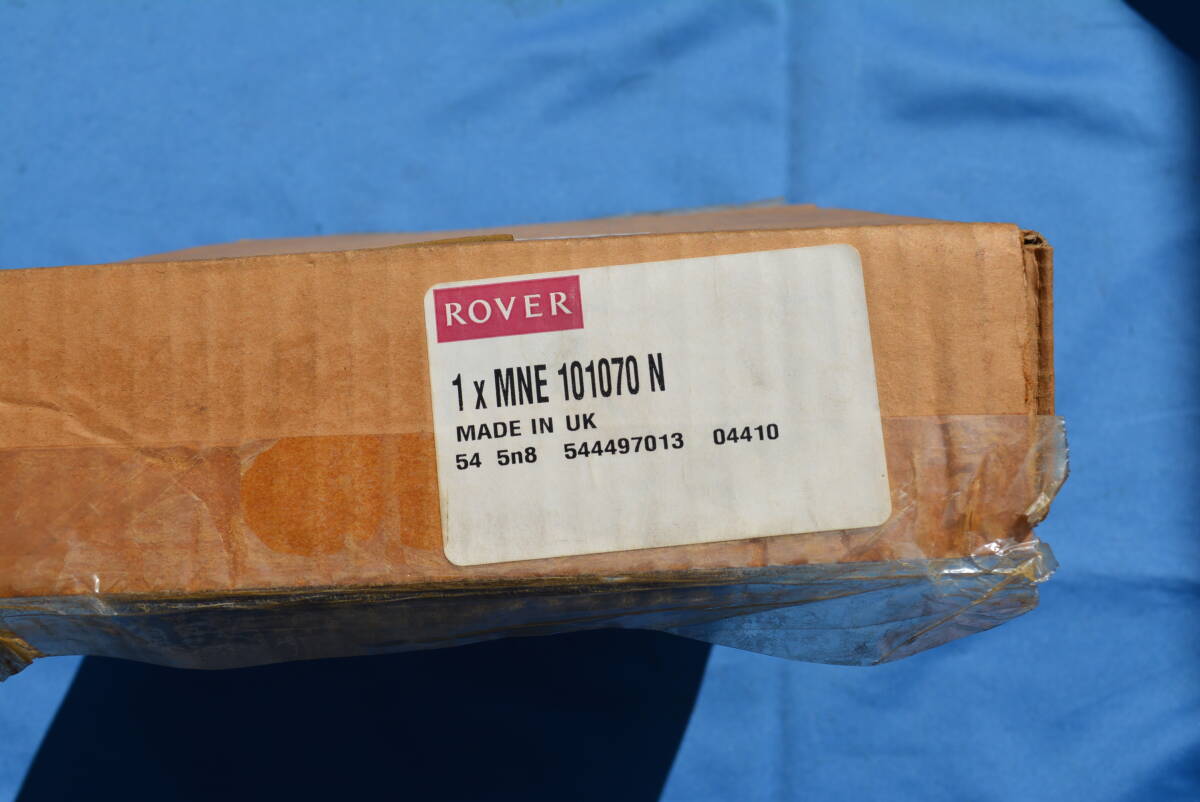 ROVER
1 x MNE 101070 N
MADE IN UK
54 5n8 544497013 04410